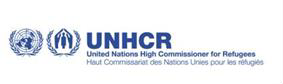 UNHCR
United Nations High Commissioner for Refugees
Haut Commissariat des Nations Unies pour les réfugiés